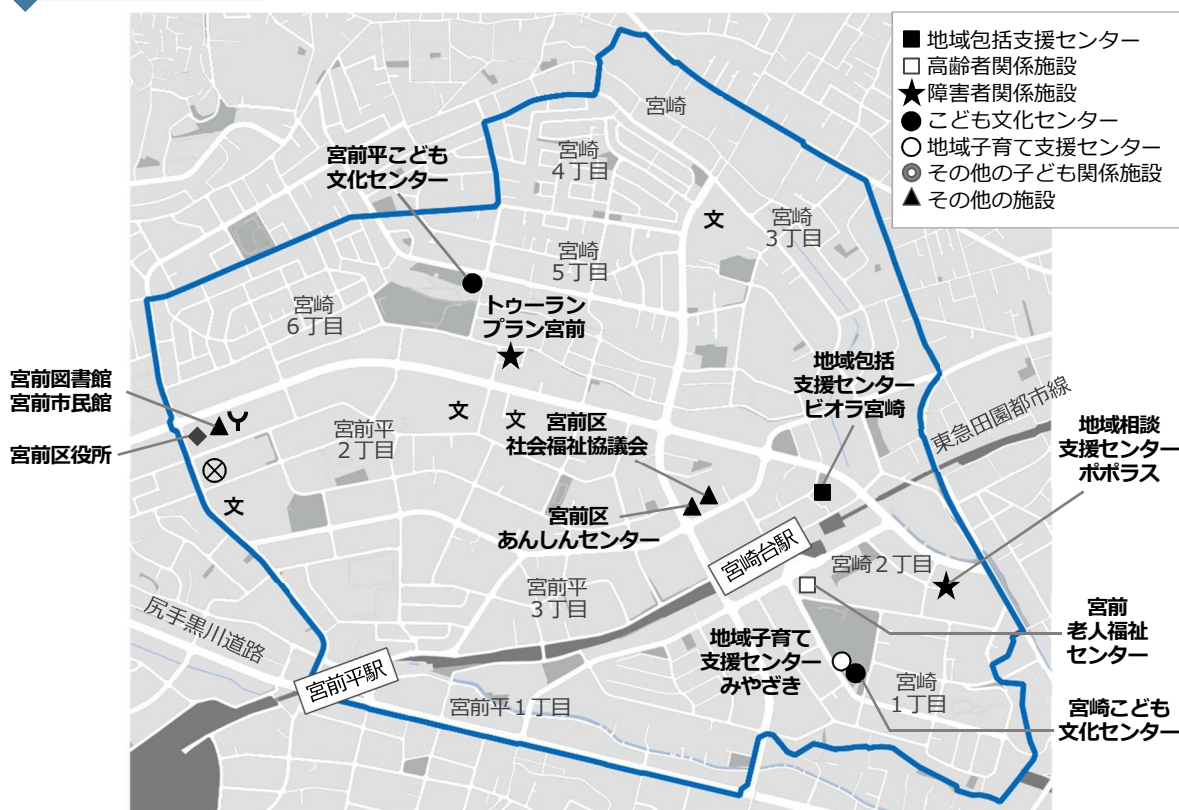 地域包括支援センター
高齢者関係施設
障害者関係施設
こども文化センター
地域子育て支援センター
その他の子ども関係施設
その他の施設
宮崎
宮前平こども
文化センター
宮崎
4丁目
文
宮崎
3丁目
宮崎
5丁目
宮崎
6丁目
トゥーラン
プラン宮前
宮前図書館
宮前市民館
宮前区役所
文
宮前平
2丁目
文
文
宮前区
社会福祉協議会
地域包括
支援センター
ビオラ宮崎
東急田園都市線
地域相談
支援センター
ポポラス
宮前区
あんしんセンター
宮崎台駅
宮崎2丁目
宮前平
3丁目
尻手黒川道路
宮前平駅
宮前平1丁目
地域子育て
支援センター
みやざき
宮前
老人福祉
センター
宮崎
1丁目
宮崎こども
文化センター